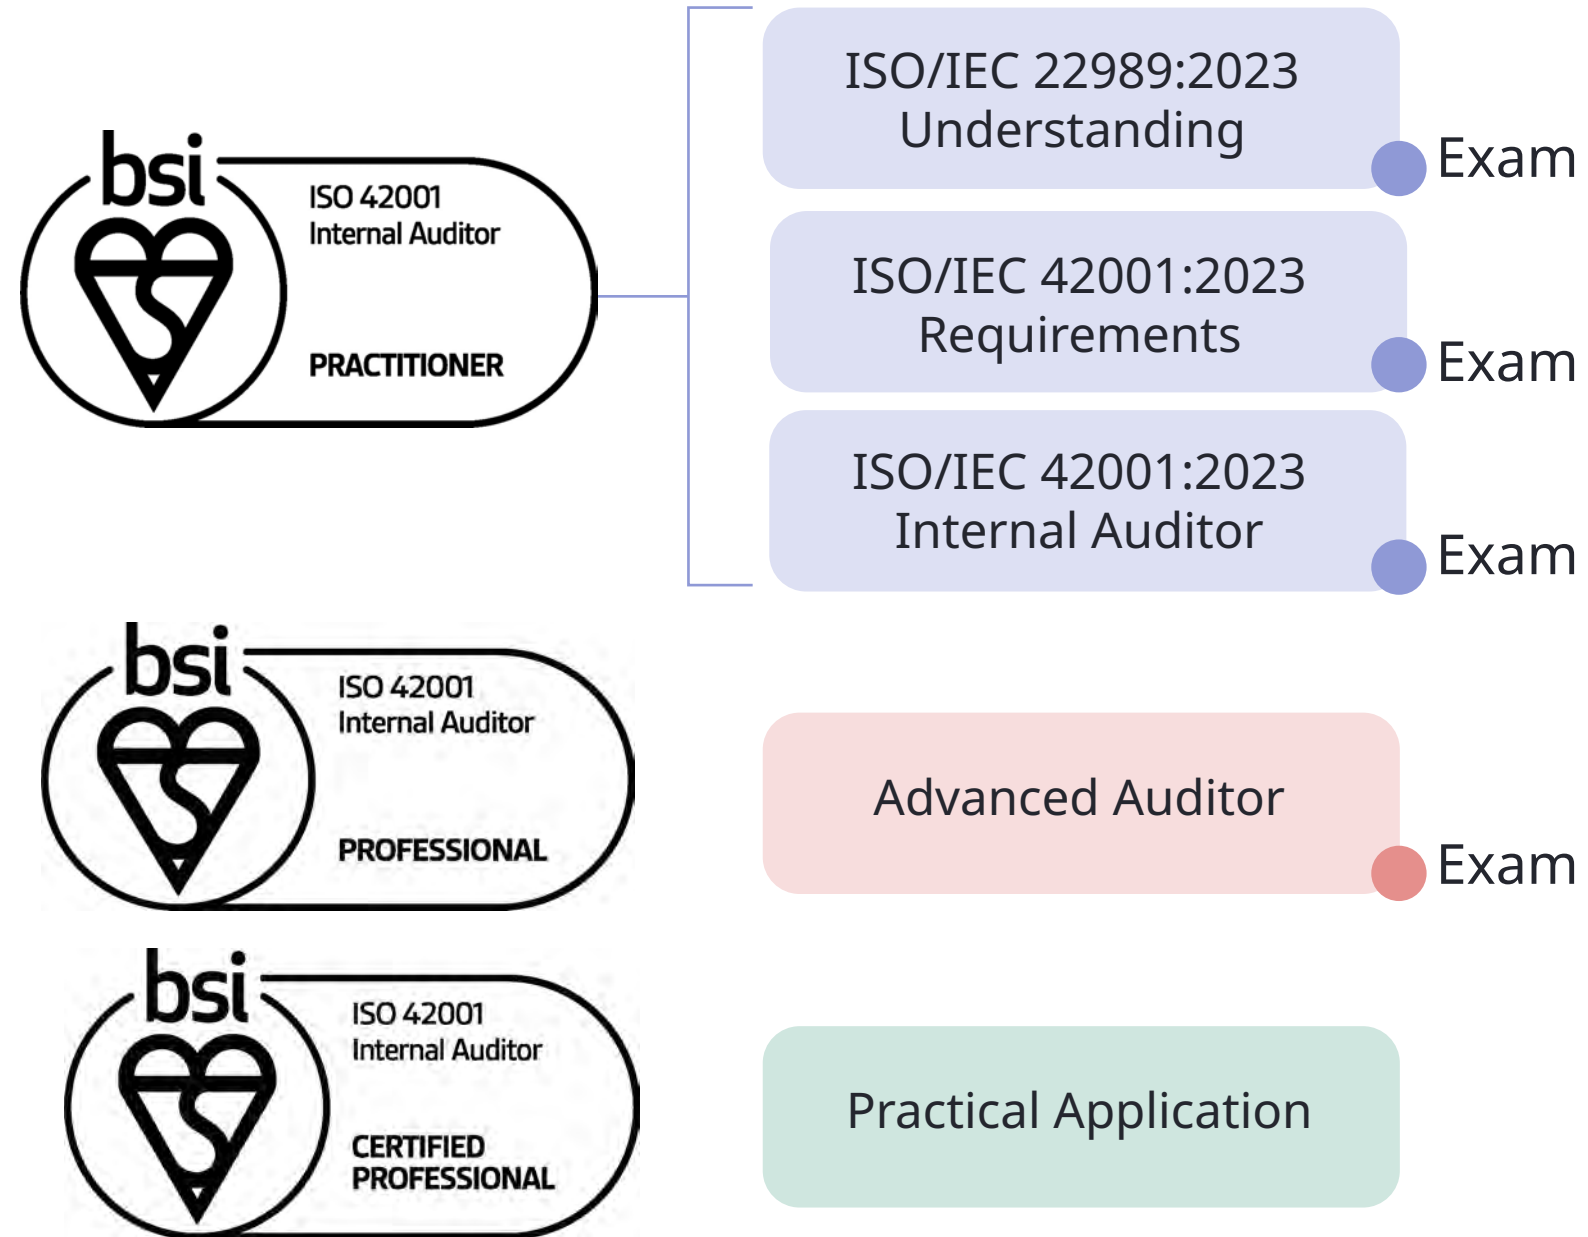 bsi
ISO 42001
Internal Auditor
PRACTITIONER
ISO/IEC 22989:2023
Understanding
Exam
ISO/IEC 42001:2023
Requirements
Exam
ISO/IEC 42001:2023
Internal Auditor
Exam
bsi
ISO 42001
Internal Auditor
PROFESSIONAL
Advanced Auditor
Exam
bsi
ISO 42001
Internal Auditor
CERTIFIED
PROFESSIONAL
Practical Application